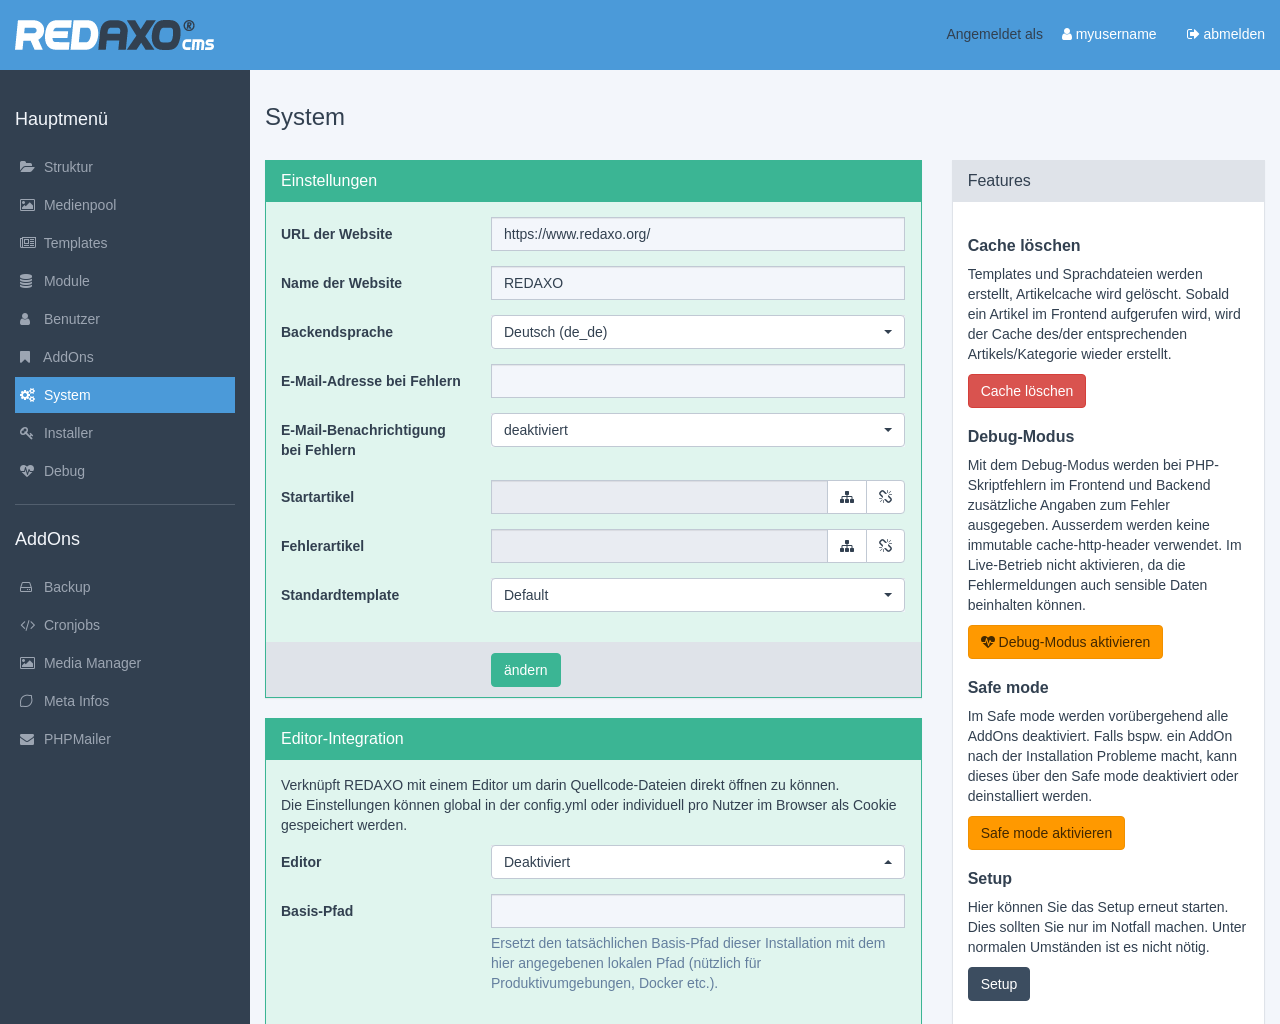 REDAXO® cms
Angemeldet als myusername abmelden
Hauptmenü
Struktur
Medienpool
Templates
Module
Benutzer
AddOns
System
Installer
Debug
AddOns
Backup
Cronjobs
Media Manager
Meta Infos
PHPMailer
System
Einstellungen
URL der Website https://www.redaxo.org/
Name der Website REDAXO
Backendsprache Deutsch (de_de)
E-Mail-Adresse bei Fehlern
E-Mail-Benachrichtigung deaktiviert
bei Fehlern
Startartikel
Fehlerartikel
Standardtemplate Default
ändern
Editor-Integration
Verknüpft REDAXO mit einem Editor um darin Quellcode-Dateien direkt öffnen zu können.
Die Einstellungen können global in der config.yml oder individuell pro Nutzer im Browser als Cookie
gespeichert werden.
Editor Deaktiviert
Basis-Pfad
Ersetzt den tatsächlichen Basis-Pfad dieser Installation mit dem
hier angegebenen lokalen Pfad (nützlich für
Produktivumgebungen, Docker etc.).
Features
Cache löschen
Templates und Sprachdateien werden
erstellt, Artikelcache wird gelöscht. Sobald
ein Artikel im Frontend aufgerufen wird, wird
der Cache des/der entsprechenden
Artikels/Kategorie wieder erstellt.
Cache löschen
Debug-Modus
Mit dem Debug-Modus werden bei PHP-
Skriptfehlern im Frontend und Backend
zusätzliche Angaben zum Fehler
ausgegeben. Ausserdem werden keine
immutable cache-http-header verwendet. Im
Live-Betrieb nicht aktivieren, da die
Fehlermeldungen auch sensible Daten
beinhalten können.
Debug-Modus aktivieren
Safe mode
Im Safe mode werden vorübergehend alle
AddOns deaktiviert. Falls bspw. ein AddOn
nach der Installation Probleme macht, kann
dieses über den Safe mode deaktiviert oder
deinstalliert werden.
Safe mode aktivieren
Setup
Hier können Sie das Setup erneut starten.
Dies sollten Sie nur im Notfall machen. Unter
normalen Umständen ist es nicht nötig.
Setup